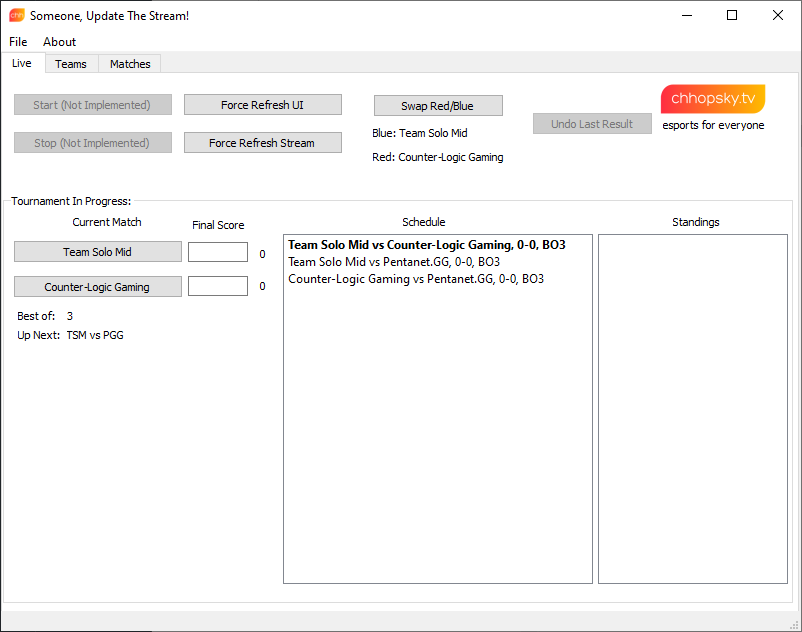 chh
Someone, Update The Stream!
File About
Live Teams Matches
Start (Not Implemented)
Force Refresh UI
Swap Red/Blue
chhopsky.tv
esports for everyone
Undo Last Result
Blue: Team Solo Mid
Stop (Not Implemented)
Force Refresh Stream
Red: Counter-Logic Gaming
Tournament In Progress:
Current Match
Final Score
Schedule
Standings
Team Solo Mid
0
Counter-Logic Gaming
0
Best of: 3
Up Next: TSM vs PGG
Team Solo Mid vs Counter-Logic Gaming, 0-0, BO3
Team Solo Mid vs Pentanet.GG, 0-0, BO3
Counter-Logic Gaming vs Pentanet.GG, 0-0, BO3